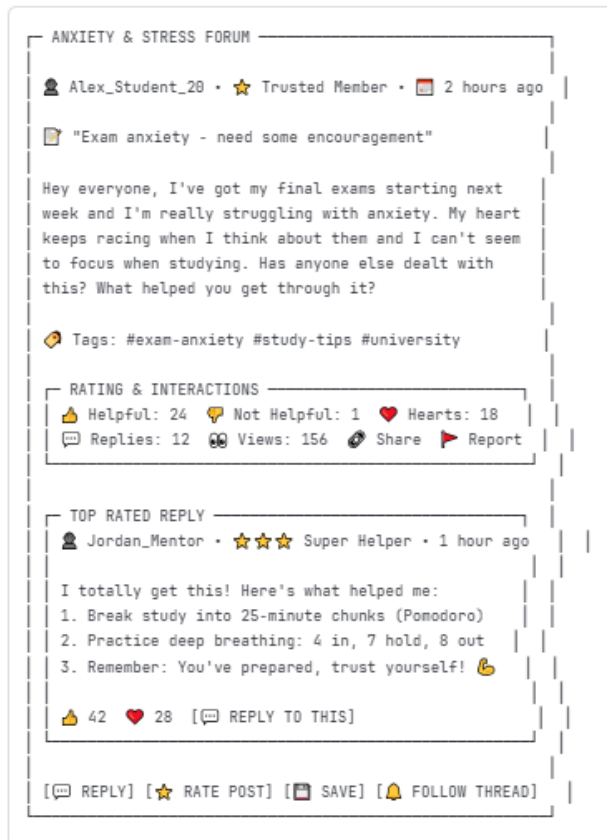 ANXIETY & STRESS FORUM
👤 Alex_Student_20 • ⭐ Trusted Member • 📅 2 hours ago
📝 "Exam anxiety - need some encouragement"
Hey everyone, I've got my final exams starting next
week and I'm really struggling with anxiety. My heart
keeps racing when I think about them and I can't seem
to focus when studying. Has anyone else dealt with
this? What helped you get through it?
🏷️ Tags: #exam-anxiety #study-tips #university
RATING & INTERACTIONS
👍 Helpful: 24 👎 Not Helpful: 1 ❤️ Hearts: 18
💬 Replies: 12 👀 Views: 156 🔗 Share 🚩 Report
TOP RATED REPLY
👤 Jordan_Mentor • ⭐⭐⭐ Super Helper • 1 hour ago
I totally get this! Here's what helped me:
1. Break study into 25-minute chunks (Pomodoro)
2. Practice deep breathing: 4 in, 7 hold, 8 out
3. Remember: You've prepared, trust yourself! 💪
👍 42 ❤️ 28 [💬 REPLY TO THIS]
[💬 REPLY] [⭐ RATE POST] [💾 SAVE] [🔔 FOLLOW THREAD]